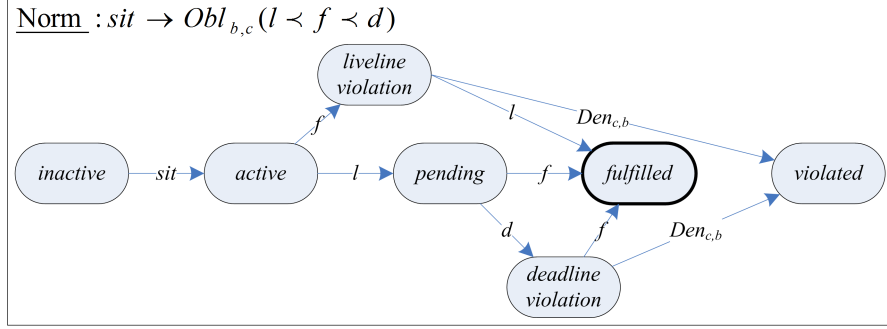 Norm : sit → Obl b,c (l ≺ f ≺ d)
liveline
violation
f
l
Den c,b
inactive
sit
active
l
pending
f
fulfilled
violated
d
f
Den c,b
deadline
violation